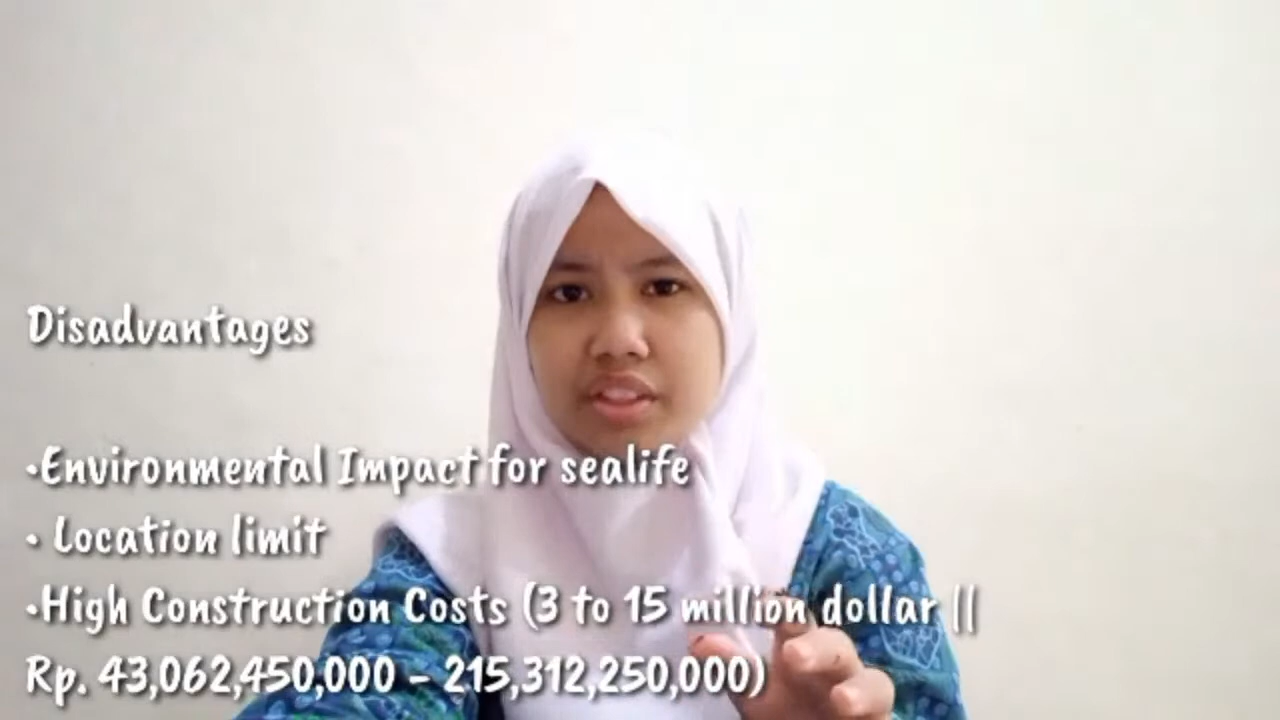 Disadvantages
•Environmental Impact for sealife
• Location limit
•High Construction Costs (3 to 15 million dollar ||
Rp. 43,062,450,000 - 215,312,250,000)